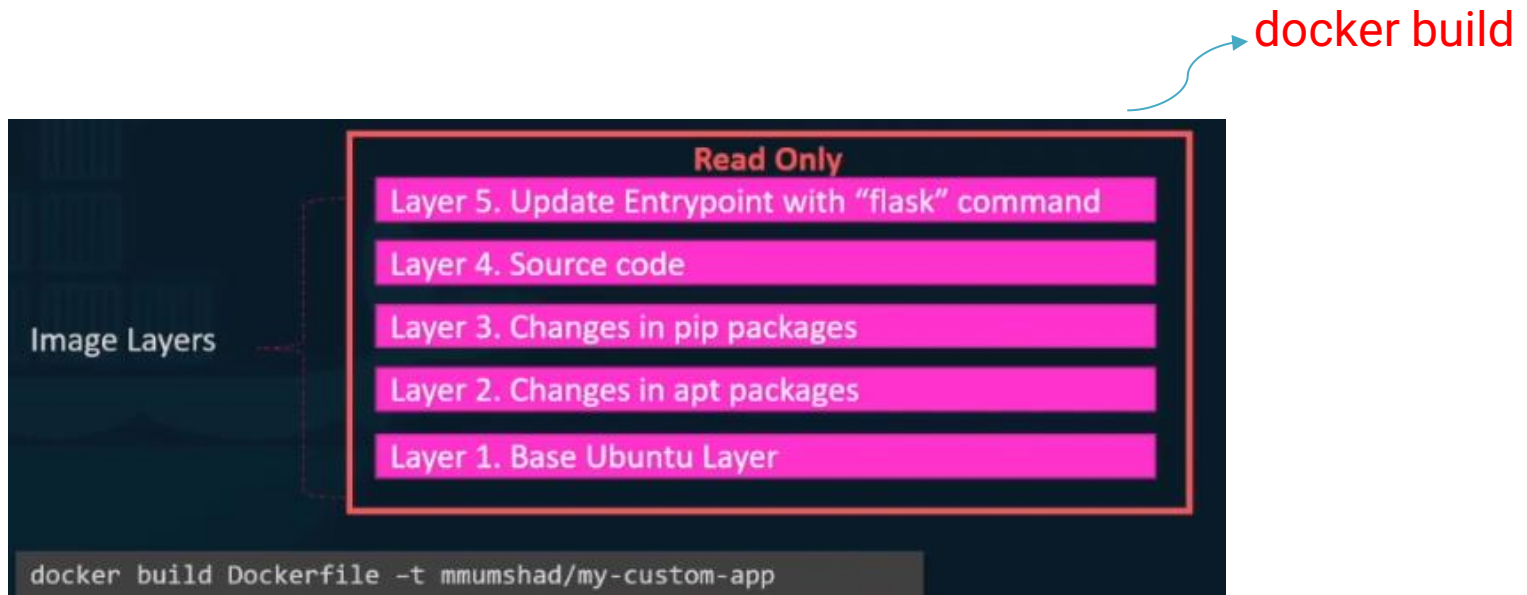 docker build
Read Only
Layer 5. Update Entrypoint with “flask” command
Layer 4. Source code
Image Layers
Layer 3. Changes in pip packages
Layer 2. Changes in apt packages
Layer 1. Base Ubuntu Layer
docker build Dockerfile –t mmumshad/my-custom-app